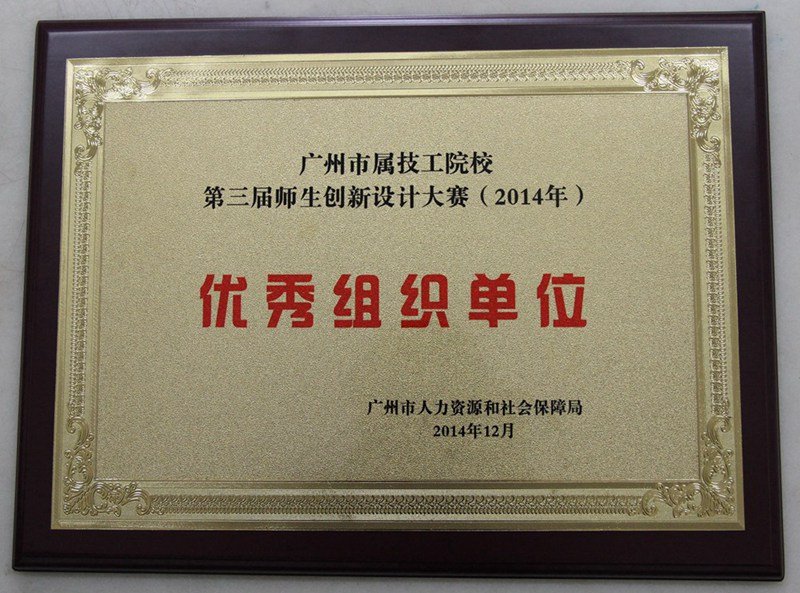 广州市属技工院校
第三届师生创新设计大赛（2014年）
优秀组织单位
广州市人力资源和社会保障局
2014年12月